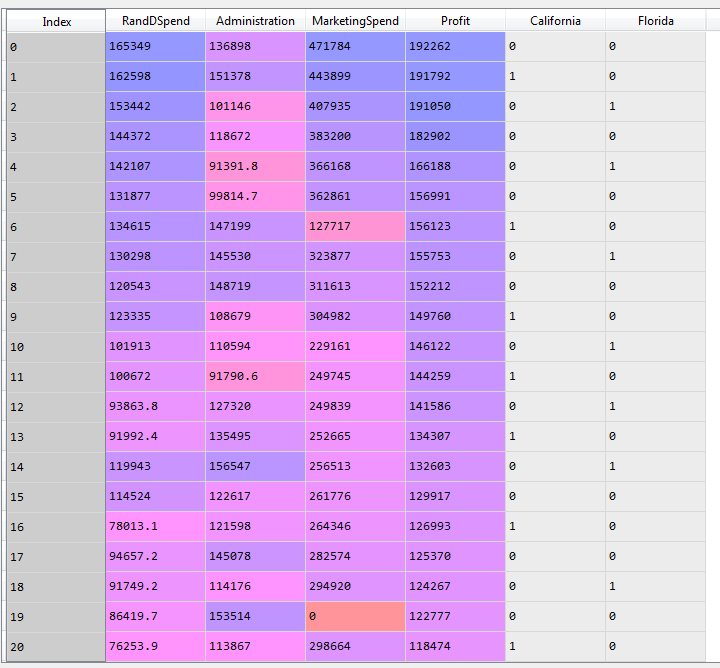 Index RandDSpend Administration MarketingSpend Profit California Florida
0 165349 136898 471784 192262 0 0
1 162598 151378 443899 191792 1 0
2 153442 101146 407935 191050 0 1
3 144372 118672 383200 182902 0 0
4 142107 91391.8 366168 166188 0 1
5 131877 99814.7 362861 156991 0 0
6 134615 147199 127717 156123 1 0
7 130298 145530 323877 155753 0 1
8 120543 148719 311613 152212 0 0
9 123335 108679 304982 149760 1 0
10 101913 110594 229161 146122 0 1
11 100672 91790.6 249745 144259 1 0
12 93863.8 127320 249839 141586 0 1
13 91992.4 135495 252665 134307 1 0
14 119943 156547 256513 132603 0 1
15 114524 122617 261776 129917 0 0
16 78013.1 121598 264346 126993 1 0
17 94657.2 145078 282574 125370 0 0
18 91749.2 114176 294920 124267 0 1
19 86419.7 153514 0 122777 0 0
20 76253.9 113867 298664 118474 1 0